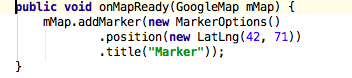 public void onMapReady(GoogleMap mMap) {
    mMap.addMarker(new MarkerOptions()
            .position(new LatLng(42, 71))
            .title("Marker"));
}